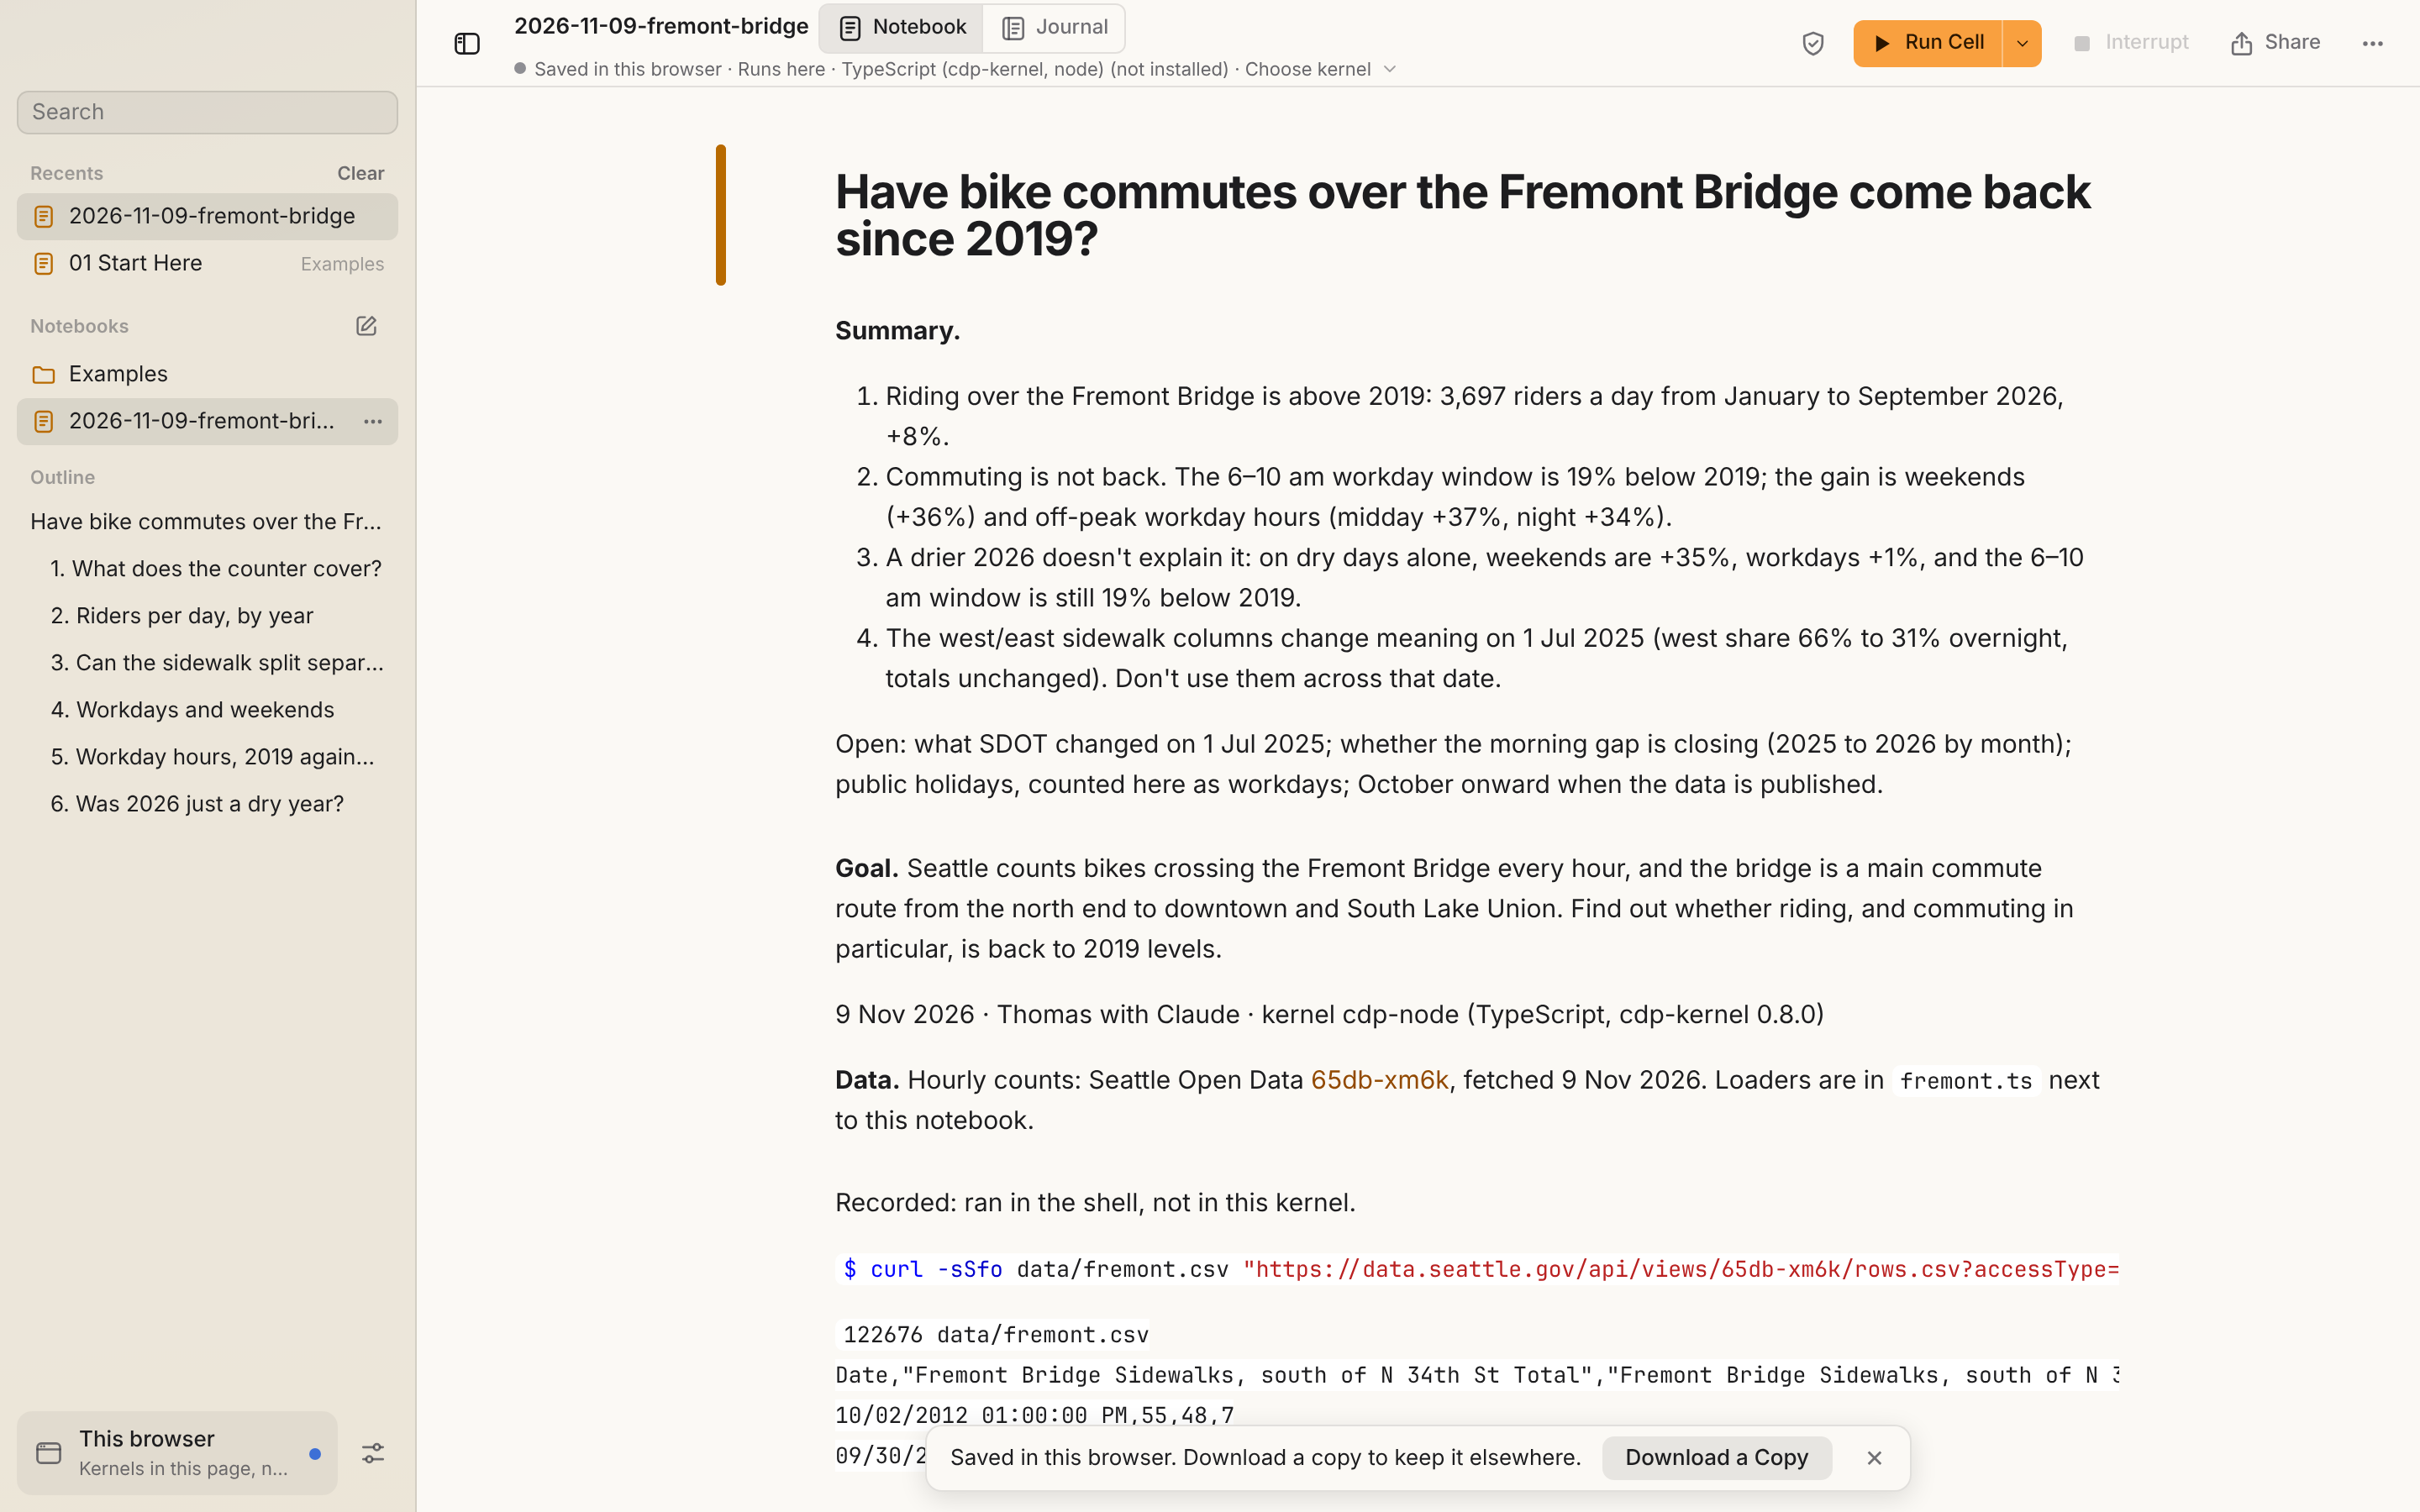 2026-11-09-fremont-bridge
Notebook
Journal
Saved in this browser · Runs here · TypeScript (cdp-kernel, node) (not installed) · Choose kernel
Run Cell
Interrupt
Share
Search
Recents
Clear
2026-11-09-fremont-bridge
01 Start Here
Examples
Notebooks
Examples
2026-11-09-fremont-bri...
Outline
Have bike commutes over the Fr...
1. What does the counter cover?
2. Riders per day, by year
3. Can the sidewalk split separ...
4. Workdays and weekends
5. Workday hours, 2019 again...
6. Was 2026 just a dry year?
This browser
Kernels in this page, n...
Have bike commutes over the Fremont Bridge come back
since 2019?
Summary.
1. Riding over the Fremont Bridge is above 2019: 3,697 riders a day from January to September 2026,
+8%.
2. Commuting is not back. The 6–10 am workday window is 19% below 2019; the gain is weekends
(+36%) and off-peak workday hours (midday +37%, night +34%).
3. A drier 2026 doesn't explain it: on dry days alone, weekends are +35%, workdays +1%, and the 6–10
am window is still 19% below 2019.
4. The west/east sidewalk columns change meaning on 1 Jul 2025 (west share 66% to 31% overnight,
totals unchanged). Don't use them across that date.
Open: what SDOT changed on 1 Jul 2025; whether the morning gap is closing (2025 to 2026 by month);
public holidays, counted here as workdays; October onward when the data is published.
Goal. Seattle counts bikes crossing the Fremont Bridge every hour, and the bridge is a main commute
route from the north end to downtown and South Lake Union. Find out whether riding, and commuting in
particular, is back to 2019 levels.
9 Nov 2026 · Thomas with Claude · kernel cdp-node (TypeScript, cdp-kernel 0.8.0)
Data. Hourly counts: Seattle Open Data 65db-xm6k, fetched 9 Nov 2026. Loaders are in fremont.ts next
to this notebook.
Recorded: ran in the shell, not in this kernel.
$ curl -sSfo data/fremont.csv "https://data.seattle.gov/api/views/65db-xm6k/rows.csv?accessType=
122676 data/fremont.csv
Date,"Fremont Bridge Sidewalks, south of N 34th St Total","Fremont Bridge Sidewalks, south of N 3
10/02/2012 01:00:00 PM,55,48,7
09/30/2
Saved in this browser. Download a copy to keep it elsewhere.
Download a Copy